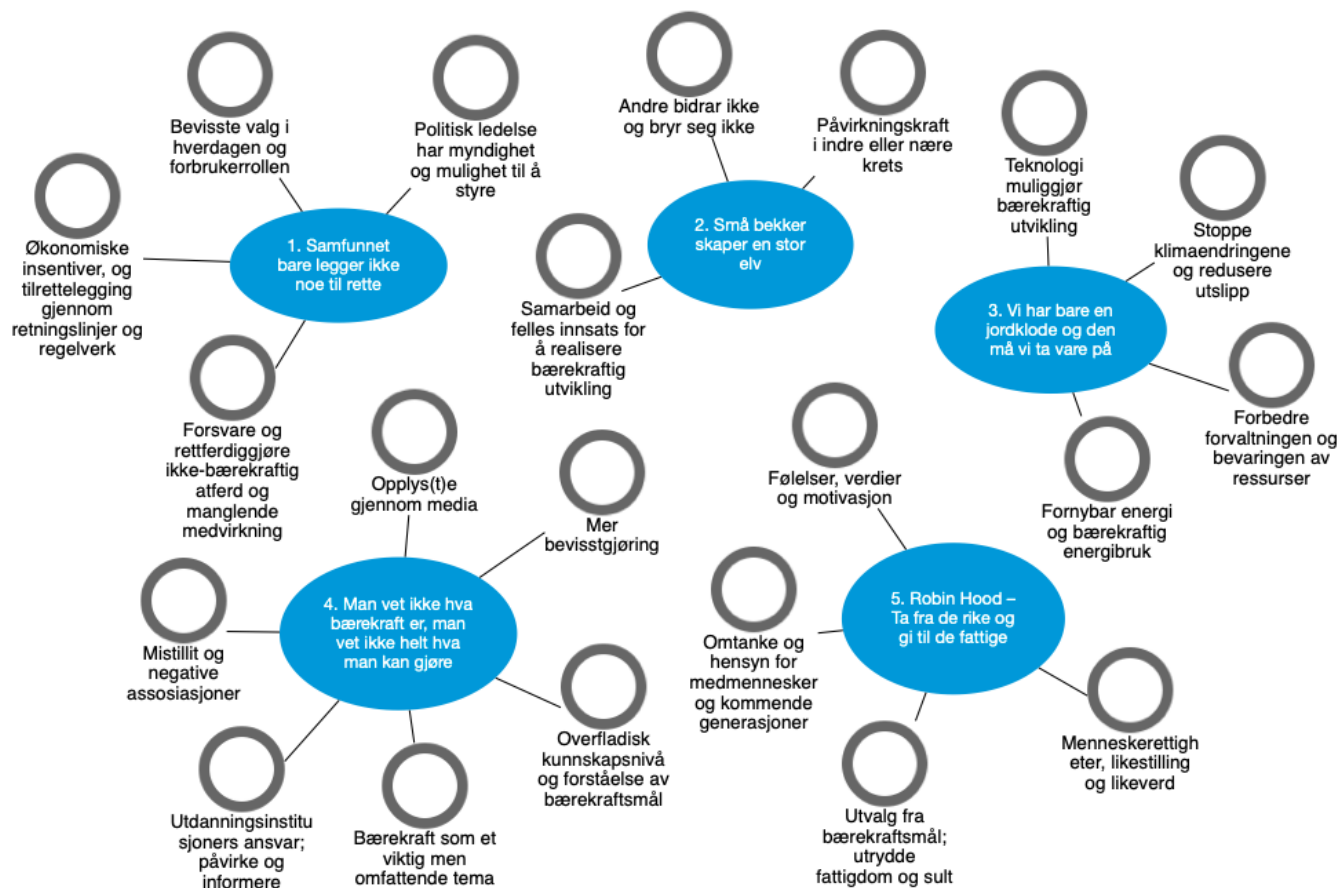 Bevisste valg i
hverdagen og
forbrukerrollen
Politisk ledelse
har myndighet
og mulighet til å
styre
Økonomiske
insentiver, og
tilrettelegging
gjennom
retningslinjer og
regelverk
1. Samfunnet
bare legger ikke
noe til rette
Forsvare og
rettferdiggjøre
ikke-bærekraftig
atferd og
manglende
medvirkning
Andre bidrar ikke
og bryr seg ikke
Påvirkningskraft
i indre eller nære
krets
2. Små bekker
skaper en stor
elv
Samarbeid og
felles innsats for
å realisere
bærekraftig
utvikling
Teknologi
muliggjør
bærekraftig
utvikling
Stoppe
klimaendringene
og redusere
utslipp
3. Vi har bare en
jordklode og den
må vi ta vare på
Forbedre
forvaltningen og
bevaringen av
ressurser
Fornybar energi
og bærekraftig
energibruk
Opplys(t)e
gjennom media
Mer
bevisstgjøring
4. Man vet ikke hva
bærekraft er, man
vet ikke helt hva
man kan gjøre
Mistillit og
negative
assosiasjoner
Overfladisk
kunnskapsnivå
og forståelse av
bærekraftsmål
Utdanningsinstitu
sjoners ansvar;
påvirke og
informere
Bærekraft som et
viktig men
omfattende tema
Følelser, verdier
og motivasjon
5. Robin Hood –
Ta fra de rike og
gi til de fattige
Omtanke og
hensyn for
medmennesker
og kommende
generasjoner
Menneskerettigh
eter, likestilling
og likeverd
Utvalg fra
bærekraftsmål;
utrydde
fattigdom og sult